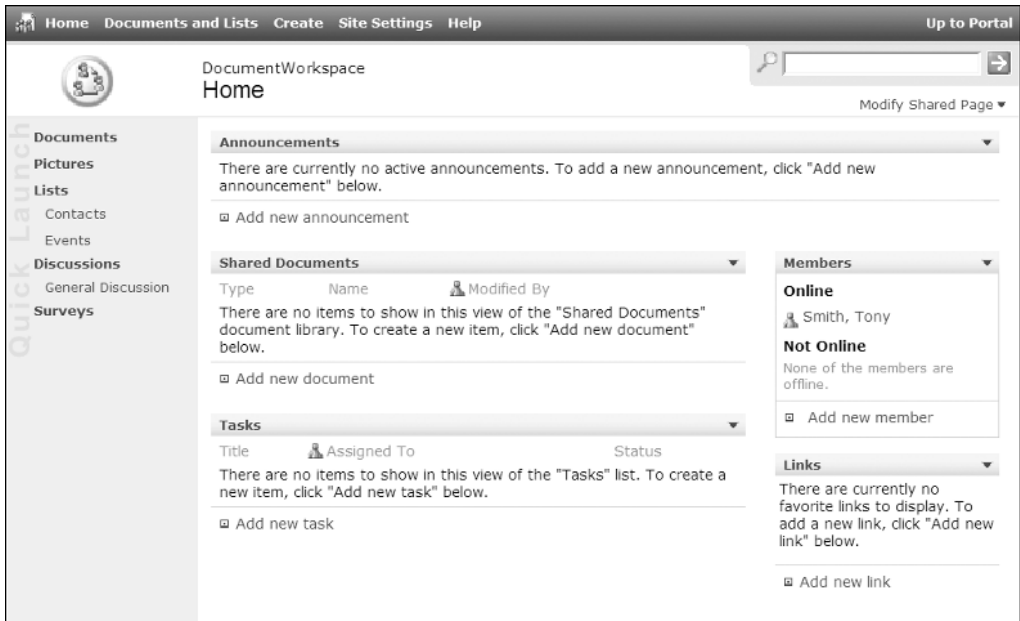 Home Documents and Lists Create Site Settings Help Up to Portal
DocumentWorkspace
Home
Modify Shared Page
Quick Launch
Documents
Pictures
Lists
Contacts
Events
Discussions
General Discussion
Surveys
Announcements
There are currently no active announcements. To add a new announcement, click "Add new
announcement" below.
Add new announcement
Shared Documents
Type Name Modified By
There are no items to show in this view of the "Shared Documents"
document library. To create a new item, click "Add new document"
below.
Add new document
Tasks
Title Assigned To Status
There are no items to show in this view of the "Tasks" list. To create a
new item, click "Add new task" below.
Add new task
Members
Online
Smith, Tony
Not Online
None of the members are
offline.
Add new member
Links
There are currently no
favorite links to display. To
add a new link, click "Add new
link" below.
Add new link